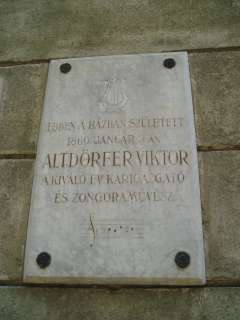 EBBEN A HÁZBAN SZÜLETETT
1860 JANUÁR
ALTDÖRFER VIKTOR
A KIVÁLÓ KARIGAZGATÓ
ÉS ZONGORAMŰVÉSZ